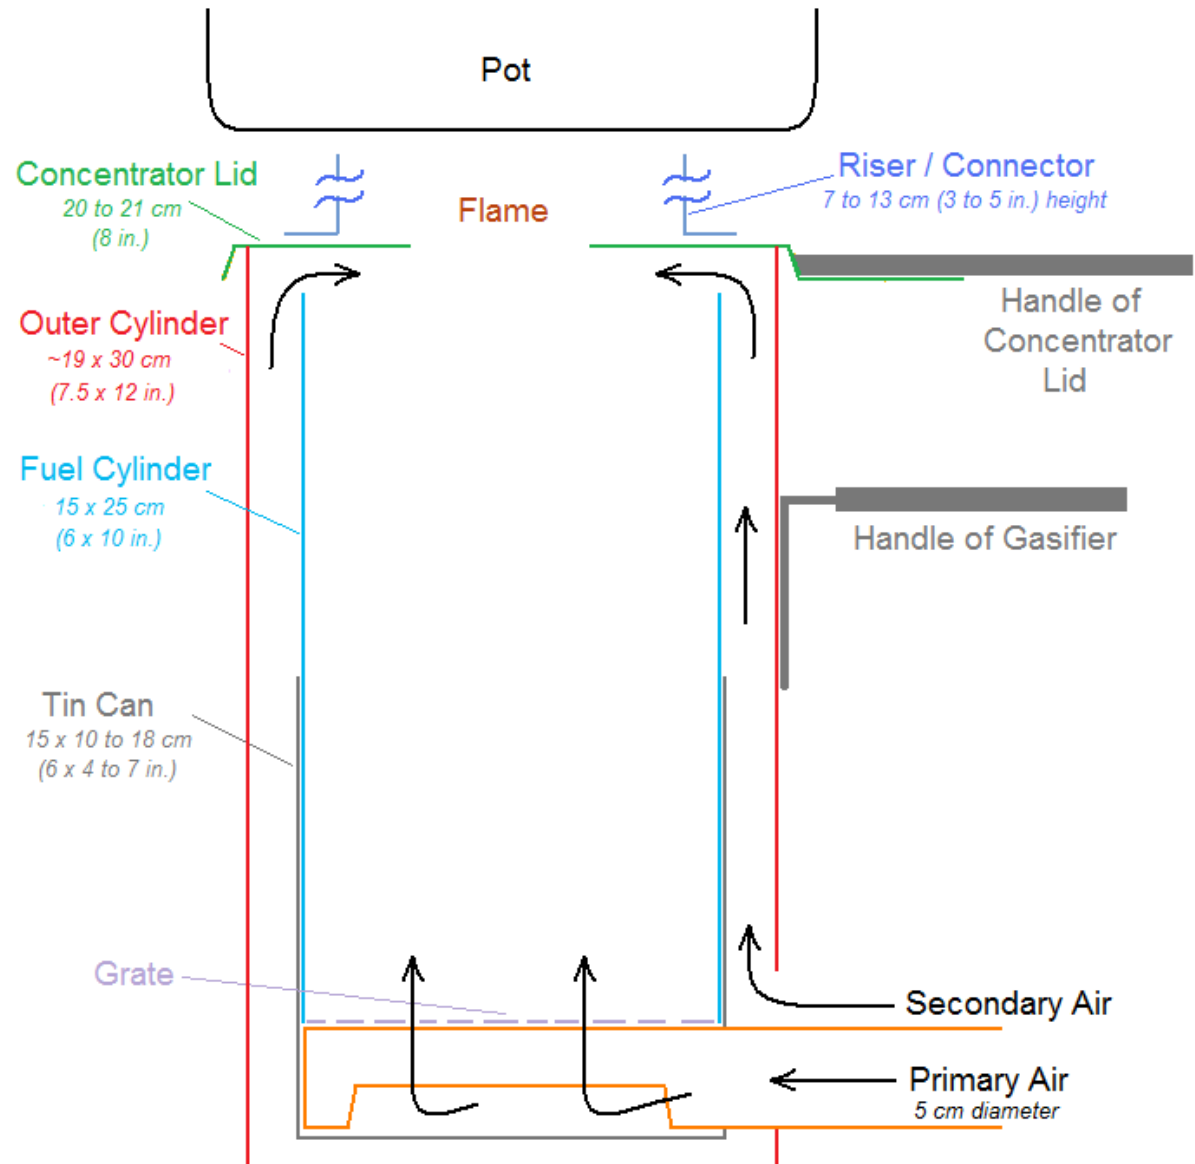 Pot
Concentrator Lid
20 to 21 cm
(8 in.)
Riser / Connector
7 to 13 cm (3 to 5 in.) height
Flame
Handle of
Concentrator
Lid
Outer Cylinder
~19 x 30 cm
(7.5 x 12 in.)
Fuel Cylinder
15 x 25 cm
(6 x 10 in.)
Handle of Gasifier
Tin Can
15 x 10 to 18 cm
(6 x 4 to 7 in.)
Grate
Secondary Air
Primary Air
5 cm diameter